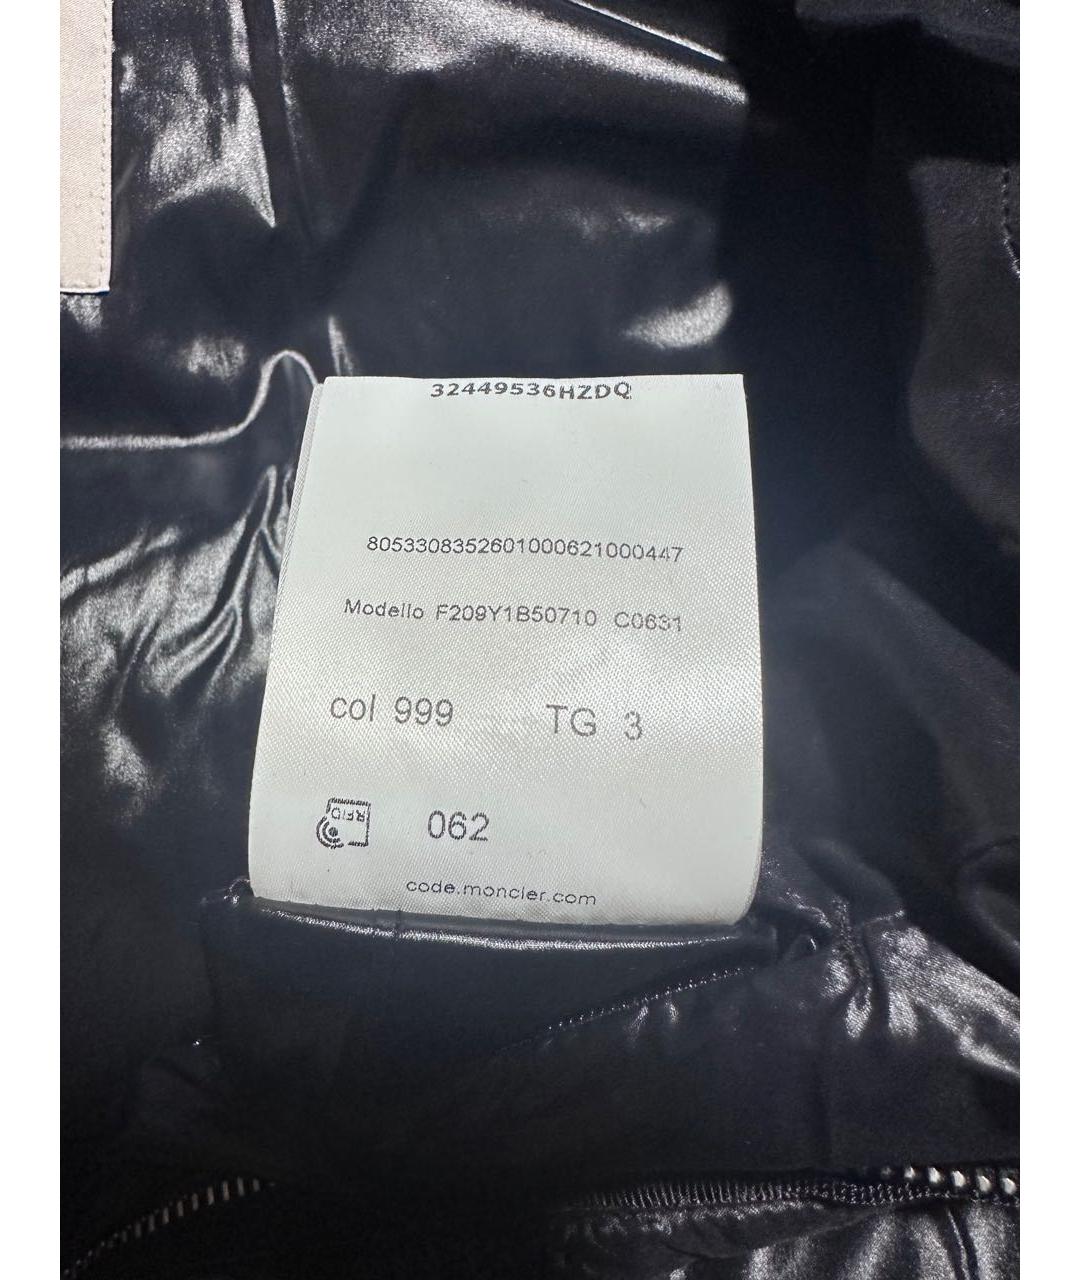 32449536HZDQ
8053308352601000621000447
Modello F209Y1B50710 C0631
col 999 TG 3
RFID
062
code.moncler.com